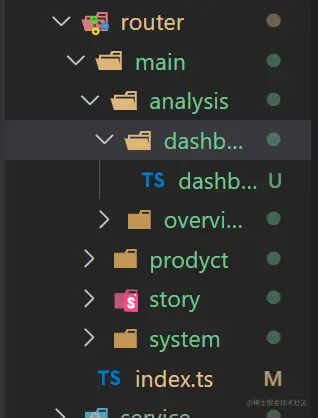 router
main
analysis
dashb...
TS dashb... U
overvi...
prodyct
story
system
TS index.ts M
service
@稀土掘金技术社区